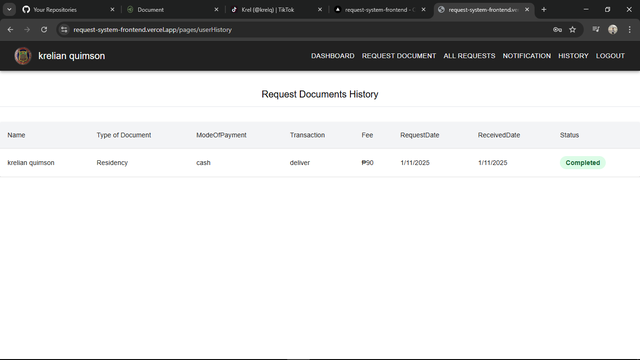 Your Repositories
Document
Krel (@krelq) | TikTok
request-system-frontend -
request-system-frontend.ve
request-system-frontend.vercel.app/pages/userHistory
krelian quimson
DASHBOARD REQUEST DOCUMENT ALL REQUESTS NOTIFICATION HISTORY LOGOUT
Request Documents History
Name Type of Document ModeOfPayment Transaction Fee RequestDate ReceivedDate Status
krelian quimson Residency cash deliver ₱90 1/11/2025 1/11/2025 Completed